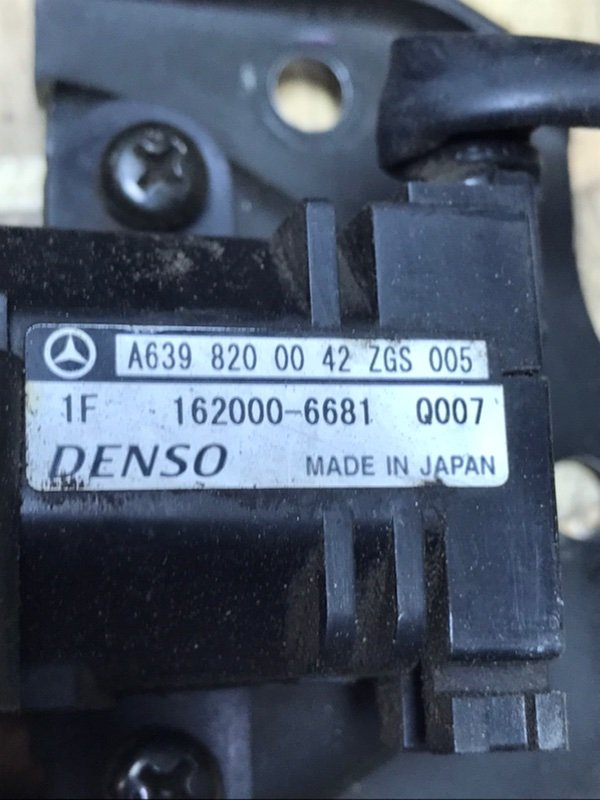 A639 820 00 42 ZGS 005
1F 162000-6681 Q007
DENSO MADE IN JAPAN